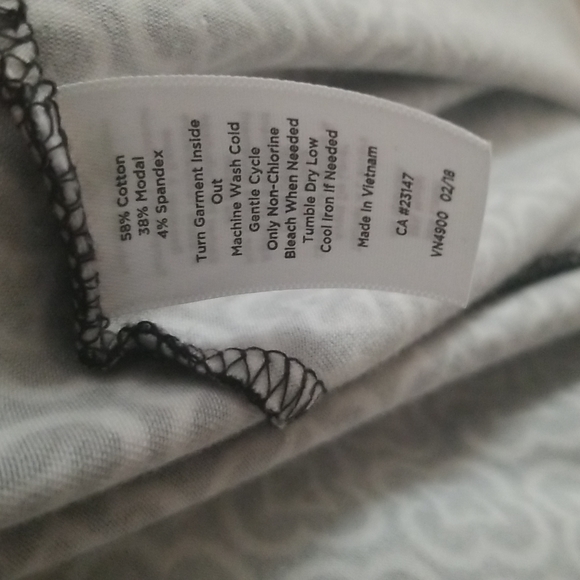 58% Cotton
38% Modal
4% Spandex
Turn Garment Inside
Out
Machine Wash Cold
Gentle Cycle
Only Non-Chlorine
Bleach When Needed
Tumble Dry Low
Cool Iron If Needed
Made In Vietnam
CA #23147
VN4900 02/18